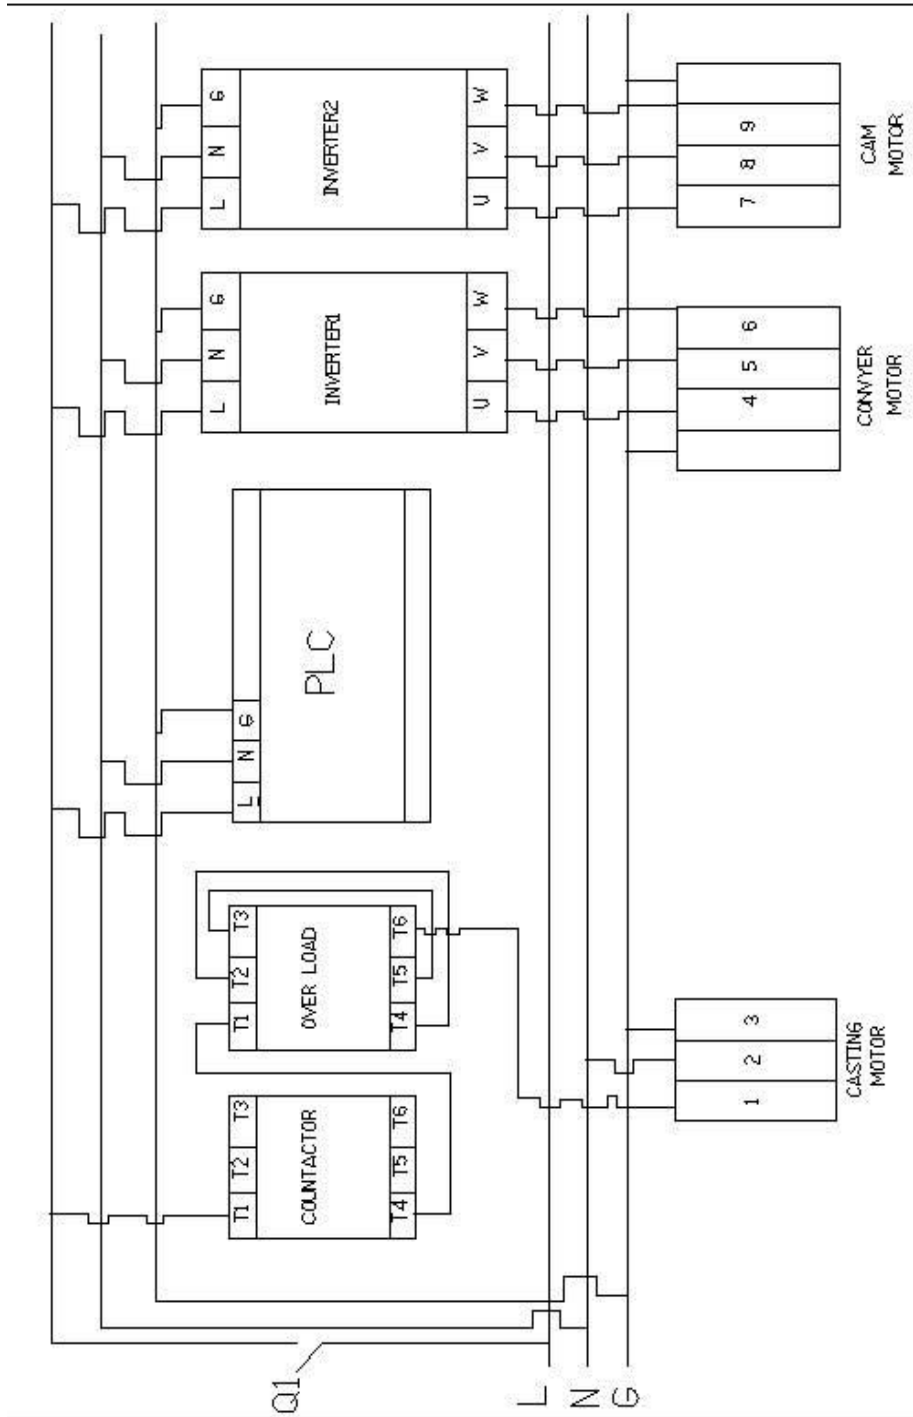 Q1
L
N
G
T1 T2 T3
COUNTACTOR
T4 T5 T6
T1 T2 T3
OVER LOAD
T4 T5 T6
L N G
PLC
L N G
INVERTER1
U V W
L N G
INVERTER2
U V W
1 2 3
CASTING
MOTOR
4 5 6
CONVYER
MOTOR
7 8 9
CAM
MOTOR